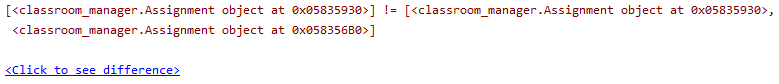 [<classroom_manager.Assignment object at 0x05835930>] != [<classroom_manager.Assignment object at 0x05835930>,
<classroom_manager.Assignment object at 0x058356B0>]
<Click to see difference>